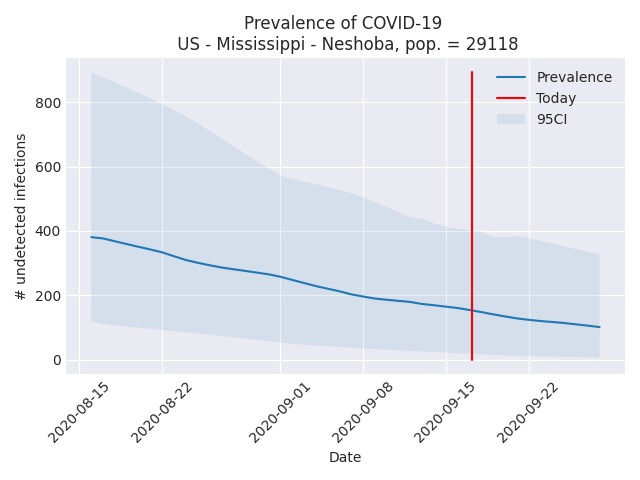 Prevalence of COVID-19
US - Mississippi - Neshoba, pop. = 29118
Prevalence
Today
95CI
# undetected infections
800
600
400
200
0
2020-08-15
2020-08-22
2020-09-01
2020-09-08
2020-09-15
2020-09-22
Date